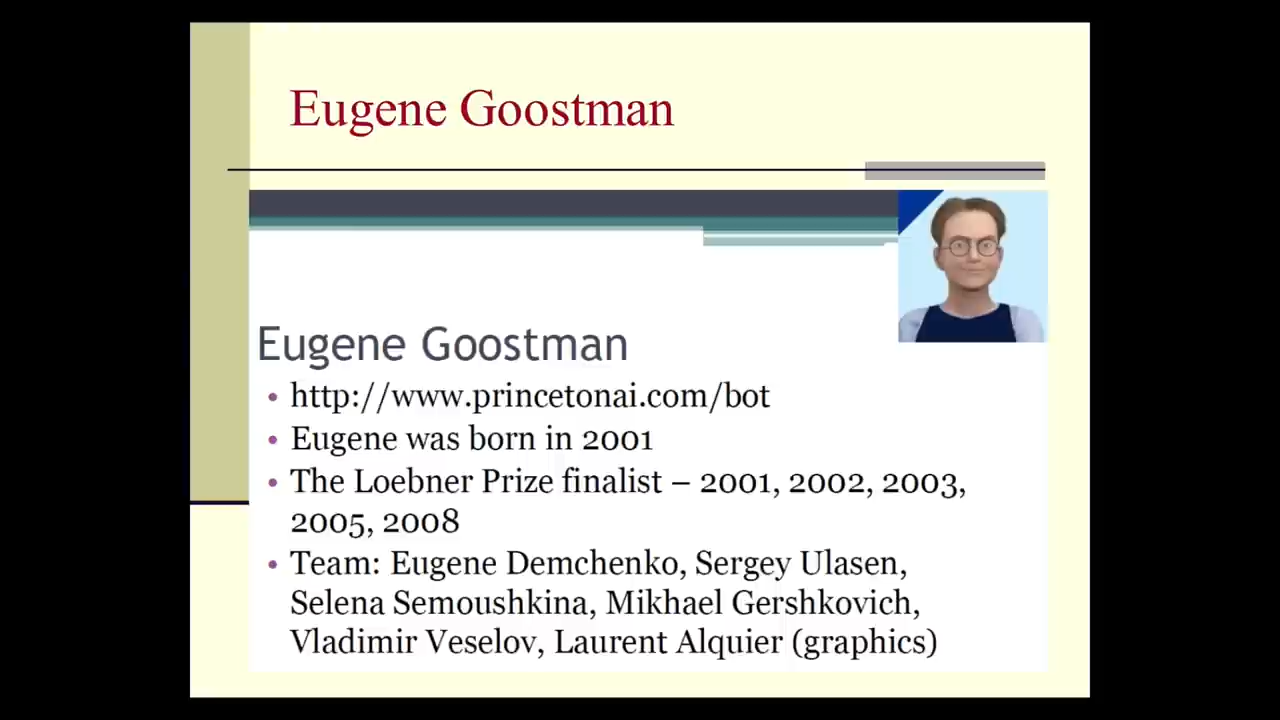 Eugene Goostman
Eugene Goostman
• http://www.princetonai.com/bot
• Eugene was born in 2001
• The Loebner Prize finalist – 2001, 2002, 2003,
2005, 2008
• Team: Eugene Demchenko, Sergey Ulasen,
Selena Semoushkina, Mikhael Gershkovich,
Vladimir Veselov, Laurent Alquier (graphics)